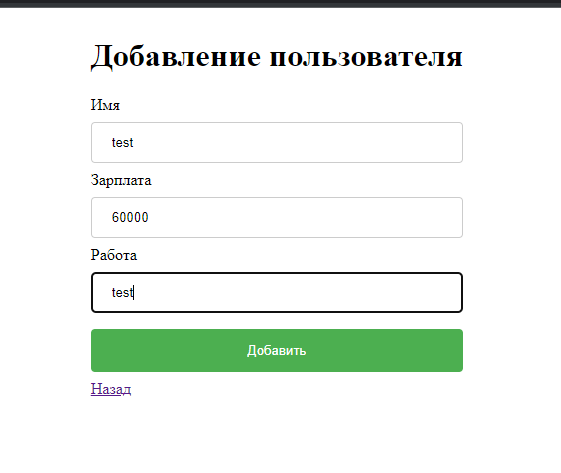 Добавление пользователя
Имя
test
Зарплата
60000
Работа
test
Добавить
Назад